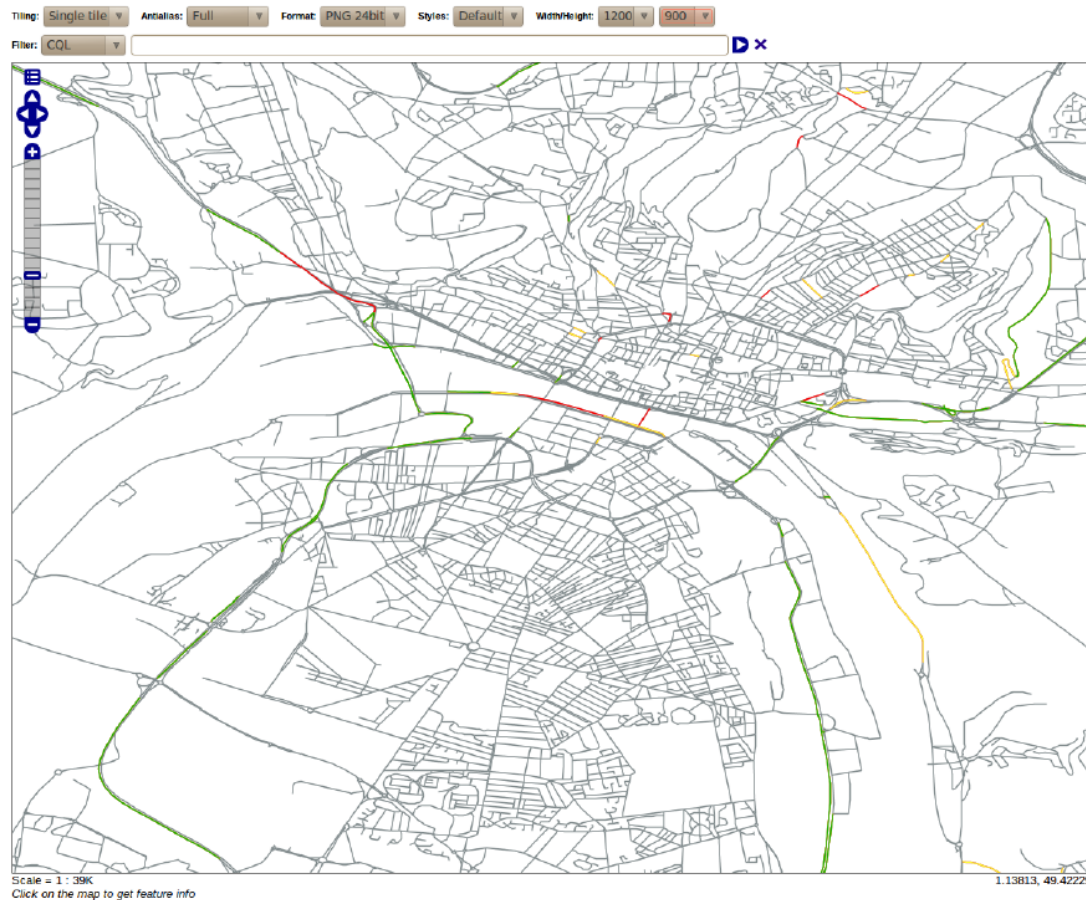 Tiling: Single tile Antialias: Full Format: PNG 24bit Styles: Default Width/Height: 1200 900
Filter: CQL
Scale = 1 : 39K 1.13813, 49.42229
Click on the map to get feature info